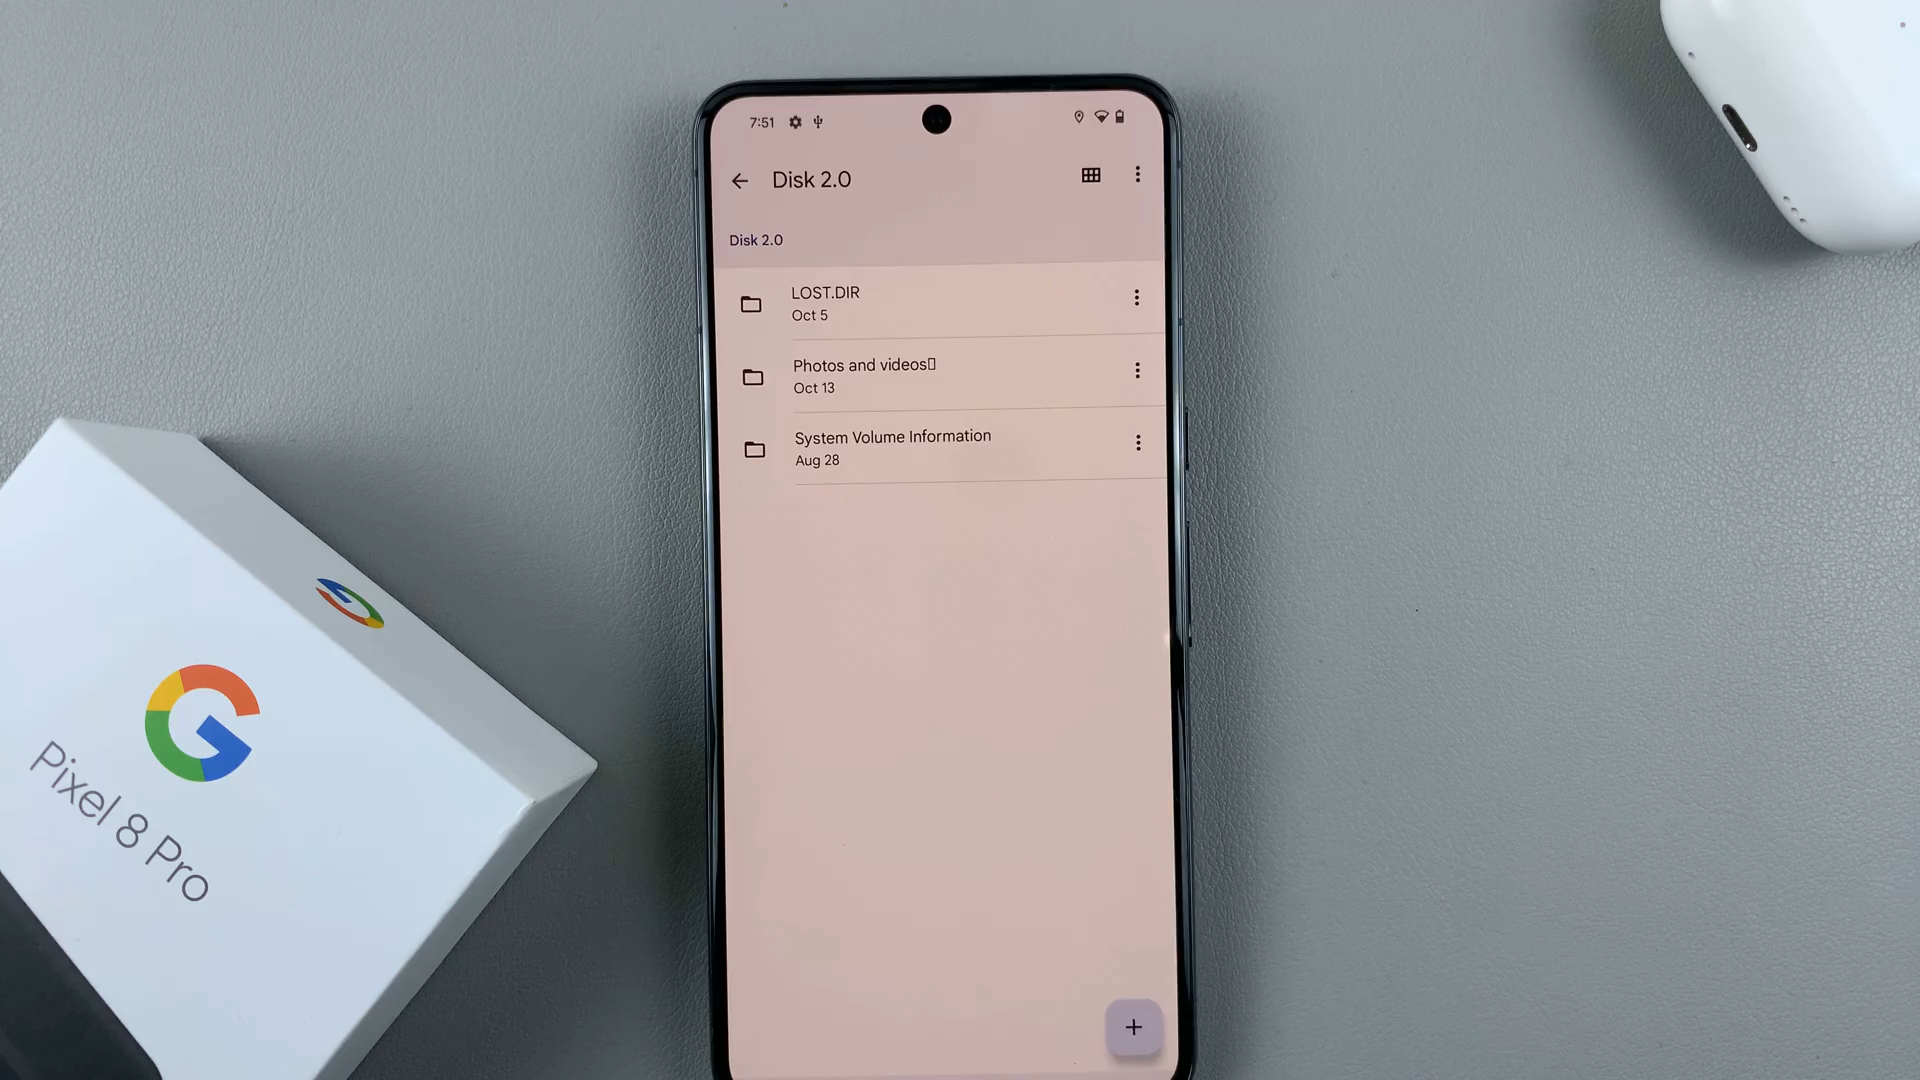 7:51
Disk 2.0
Disk 2.0
LOST.DIR
Oct 5
Photos and videos▯
Oct 13
System Volume Information
Aug 28
G
Pixel 8 Pro